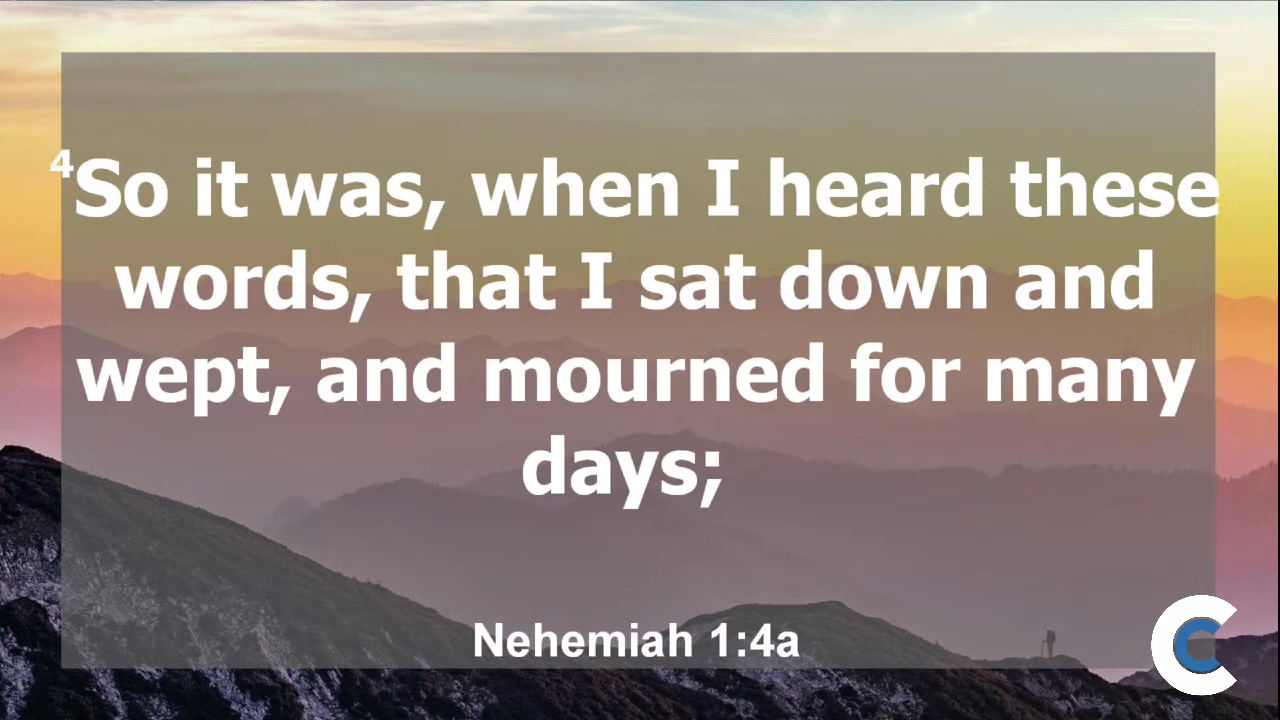 4So it was, when I heard these
words, that I sat down and
wept, and mourned for many
days;
Nehemiah 1:4a
CC